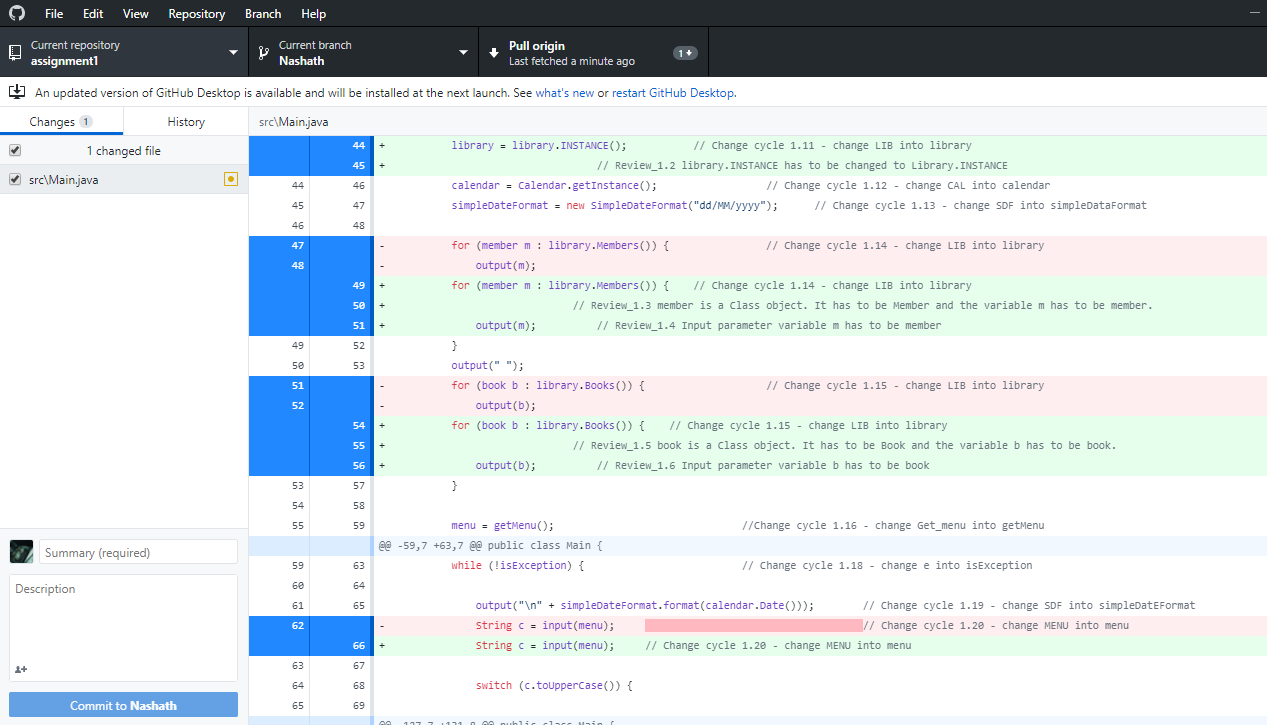 File Edit View Repository Branch Help
Current repository
assignment1
Current branch
Nashath
Pull origin
Last fetched a minute ago
1
An updated version of GitHub Desktop is available and will be installed at the next launch. See what's new or restart GitHub Desktop.
Changes 1 History
1 changed file
src\Main.java
Summary (required)
Description
Commit to Nashath
src\Main.java
44 + library = library.INSTANCE(); // Change cycle 1.11 - change LIB into library
45 + // Review_1.2 library.INSTANCE has to be changed to Library.INSTANCE
44 46 calendar = Calendar.getInstance(); // Change cycle 1.12 - change CAL into calendar
45 47 simpleDateFormat = new SimpleDateFormat("dd/MM/yyyy"); // Change cycle 1.13 - change SDF into simpleDataFormat
46 48
47 - for (member m : library.Members()) { // Change cycle 1.14 - change LIB into library
48 - output(m);
49 + for (member m : library.Members()) { // Change cycle 1.14 - change LIB into library
50 + // Review_1.3 member is a Class object. It has to be Member and the variable m has to be member.
51 + output(m); // Review_1.4 Input parameter variable m has to be member
49 52 }
50 53 output(" ");
51 - for (book b : library.Books()) { // Change cycle 1.15 - change LIB into library
52 - output(b);
54 + for (book b : library.Books()) { // Change cycle 1.15 - change LIB into library
55 + // Review_1.5 book is a Class object. It has to be Book and the variable b has to be book.
56 + output(b); // Review_1.6 Input parameter variable b has to be book
53 57 }
54 58
55 59 menu = getMenu(); //Change cycle 1.16 - change Get_menu into getMenu
@@ -59,7 +63,7 @@ public class Main {
59 63 while (!isException) { // Change cycle 1.18 - change e into isException
60 64
61 65 output("\n" + simpleDateFormat.format(calendar.Date())); // Change cycle 1.19 - change SDF into simpleDatEFormat
62 - String c = input(menu); // Change cycle 1.20 - change MENU into menu
66 + String c = input(menu); // Change cycle 1.20 - change MENU into menu
63 67
64 68 switch (c.toUpperCase()) {
65 69
@@ -127,7 +131,8 @@ public class Main {